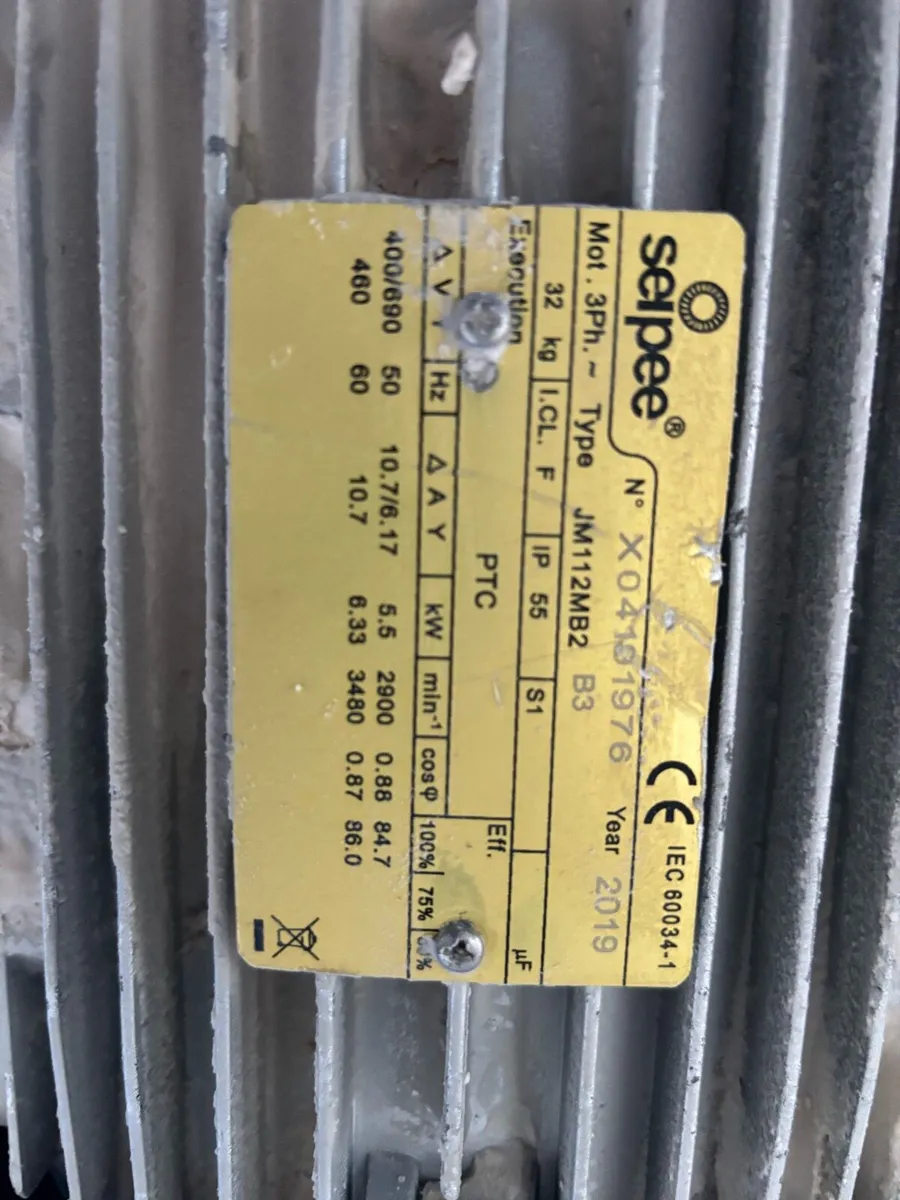 seipee®
CE IEC 60034-1
N° X04191976 Year 2019
Mot. 3Ph.~ Type JM112MB2 B3
32 kg I.CL. F IP 55 S1 µF
Execution PTC Eff.
Δ V Y Hz Δ A Y kW min⁻¹ cosφ 100% 75%
400/690 50 10.7/6.17 5.5 2900 0.88 84.7
460 60 10.7 6.33 3480 0.87 86.0